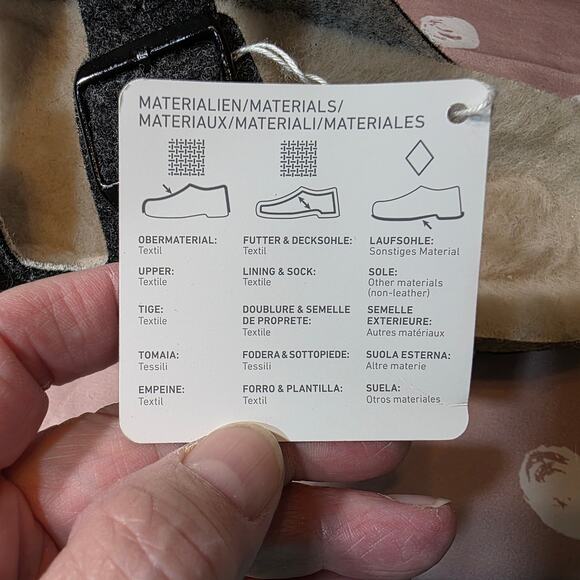 MATERIALIEN/MATERIALS/
MATERIAUX/MATERIALI/MATERIALES
OBERMATERIAL:
Textil
UPPER:
Textile
TIGE:
Textile
TOMAIA:
Tessili
EMPEINE:
Textil
FUTTER & DECKSOHLE:
Textil
LINING & SOCK:
Textile
DOUBLURE & SEMELLE
DE PROPRETE:
Textile
FODERA & SOTTOPIEDE:
Tessili
FORRO & PLANTILLA:
Textil
LAUFSOHLE:
Sonstiges Material
SOLE:
Other materials
(non-leather)
SEMELLE
EXTERIEURE:
Autres matériaux
SUOLA ESTERNA:
Altre materie
SUELA:
Otros materiales